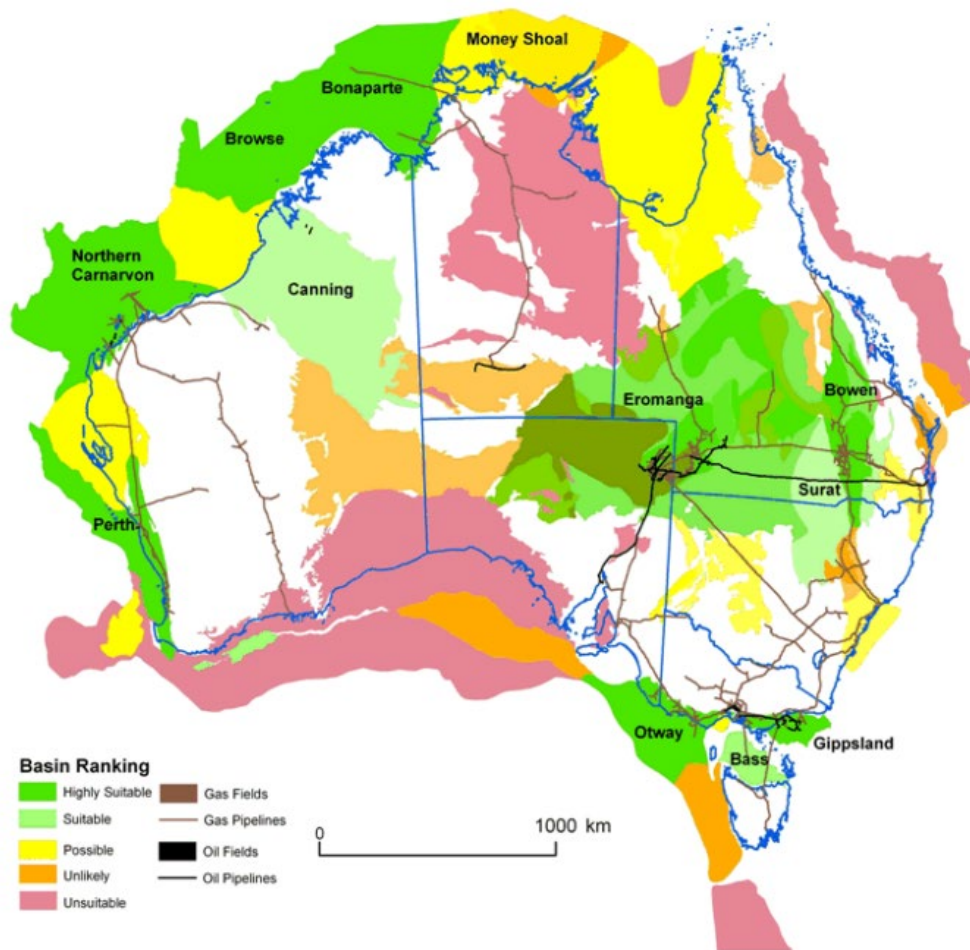 Money Shoal
Bonaparte
Browse
Northern
Carnarvon
Canning
Eromanga
Bowen
Surat
Perth
Otway
Gippsland
Bass
Basin Ranking
Highly Suitable
Suitable
Possible
Unlikely
Unsuitable
Gas Fields
Gas Pipelines
Oil Fields
Oil Pipelines
0
1000 km